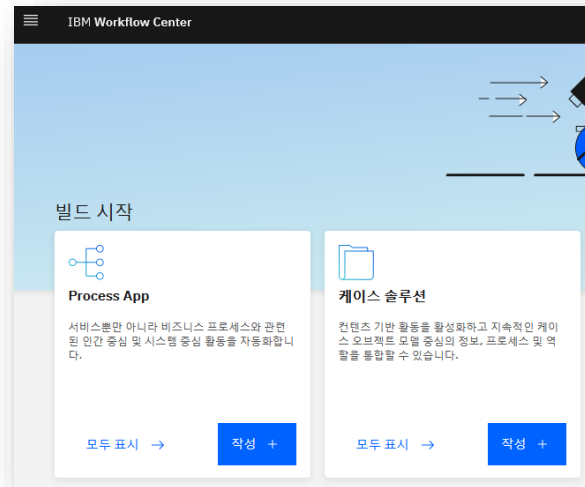 IBM Workflow Center
빌드 시작
Process App
서비스뿐만 아니라 비즈니스 프로세스와 관련
된 인간 중심 및 시스템 중심 활동을 자동화합니
다.
모두 표시 →
작성 +
케이스 솔루션
컨텐츠 기반 활동을 활성화하고 지속적인 케이
스 오브젝트 모델 중심의 정보, 프로세스 및 역
할을 통합할 수 있습니다.
모두 표시 →
작성 +